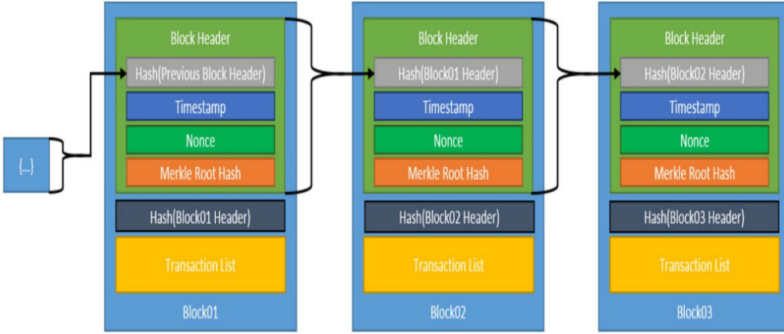 {...}
Block Header
Hash(Previous Block Header)
Timestamp
Nonce
Merkle Root Hash
Hash(Block01 Header)
Transaction List
Block01
Block Header
Hash(Block01 Header)
Timestamp
Nonce
Merkle Root Hash
Hash(Block02 Header)
Transaction List
Block02
Block Header
Hash(Block02 Header)
Timestamp
Nonce
Merkle Root Hash
Hash(Block03 Header)
Transaction List
Block03